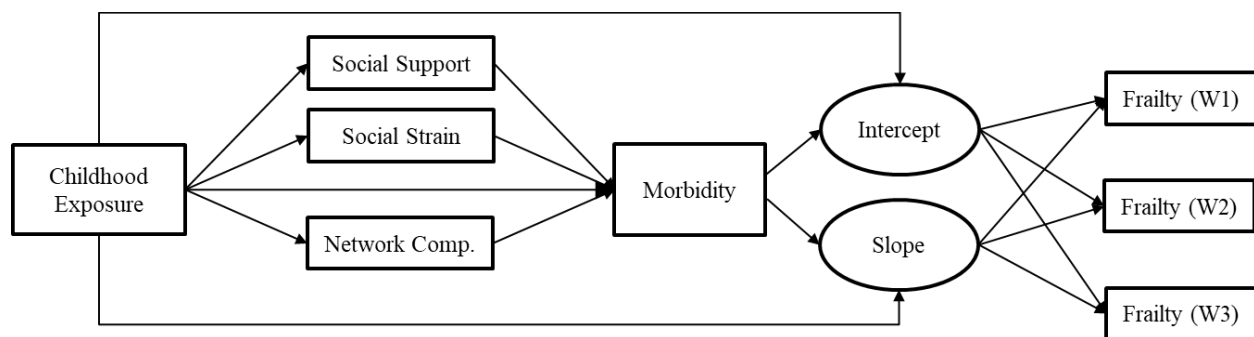 Social Support
Social Strain
Childhood
Exposure
Network Comp.
Morbidity
Intercept
Slope
Frailty (W1)
Frailty (W2)
Frailty (W3)